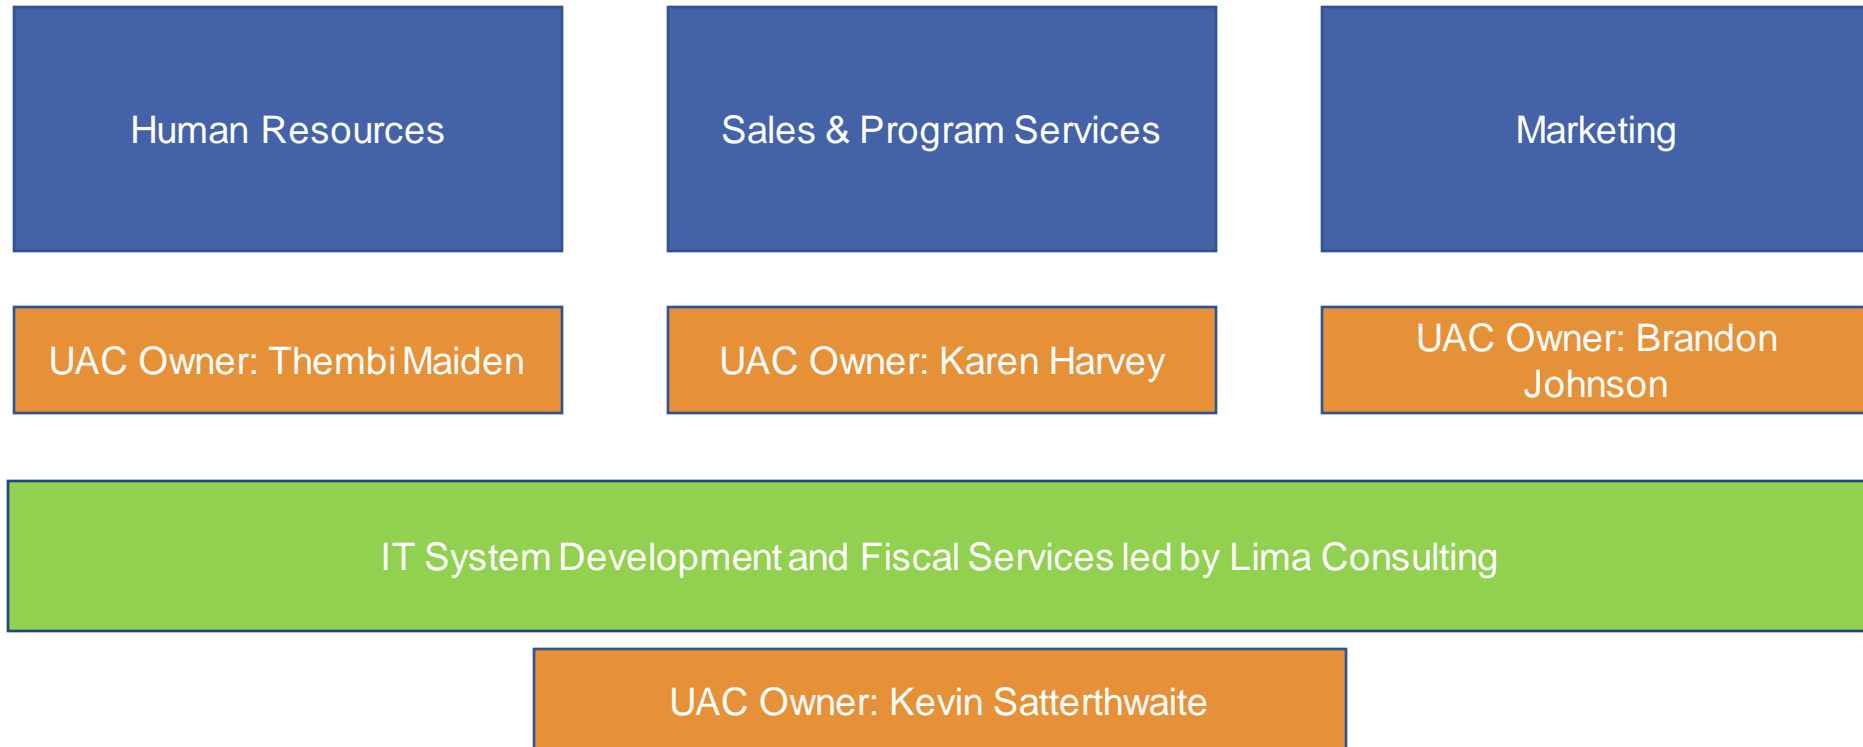 Human Resources
Sales & Program Services
Marketing
UAC Owner: Thembi Maiden
UAC Owner: Karen Harvey
UAC Owner: Brandon
Johnson
IT System Development and Fiscal Services led by Lima Consulting
UAC Owner: Kevin Satterthwaite